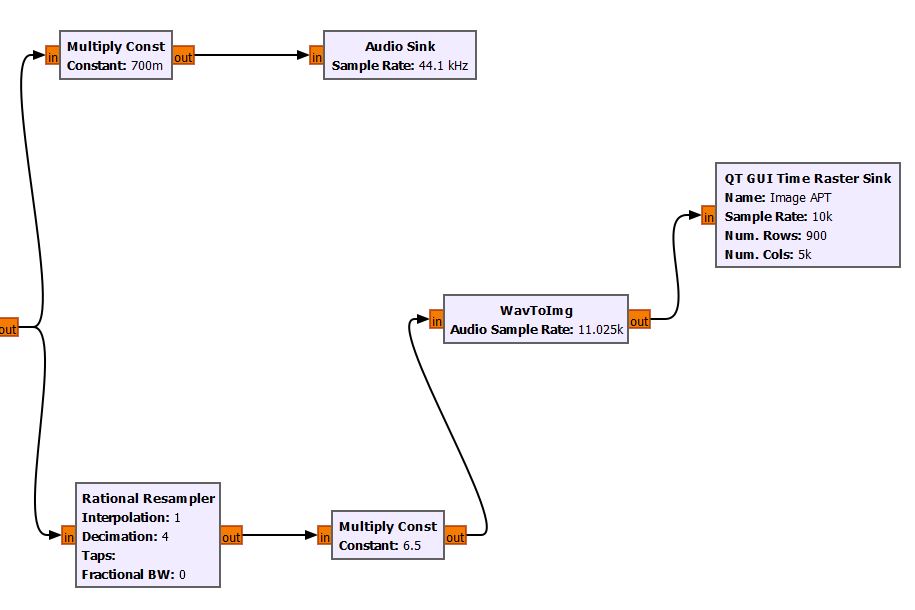 in
Multiply Const
Constant: 700m
out
in
Audio Sink
Sample Rate: 44.1 kHz
in
QT GUI Time Raster Sink
Name: Image APT
Sample Rate: 10k
Num. Rows: 900
Num. Cols: 5k
out
in
WavToImg
Audio Sample Rate: 11.025k
out
in
Rational Resampler
Interpolation: 1
Decimation: 4
Taps:
Fractional BW: 0
out
in
Multiply Const
Constant: 6.5
out